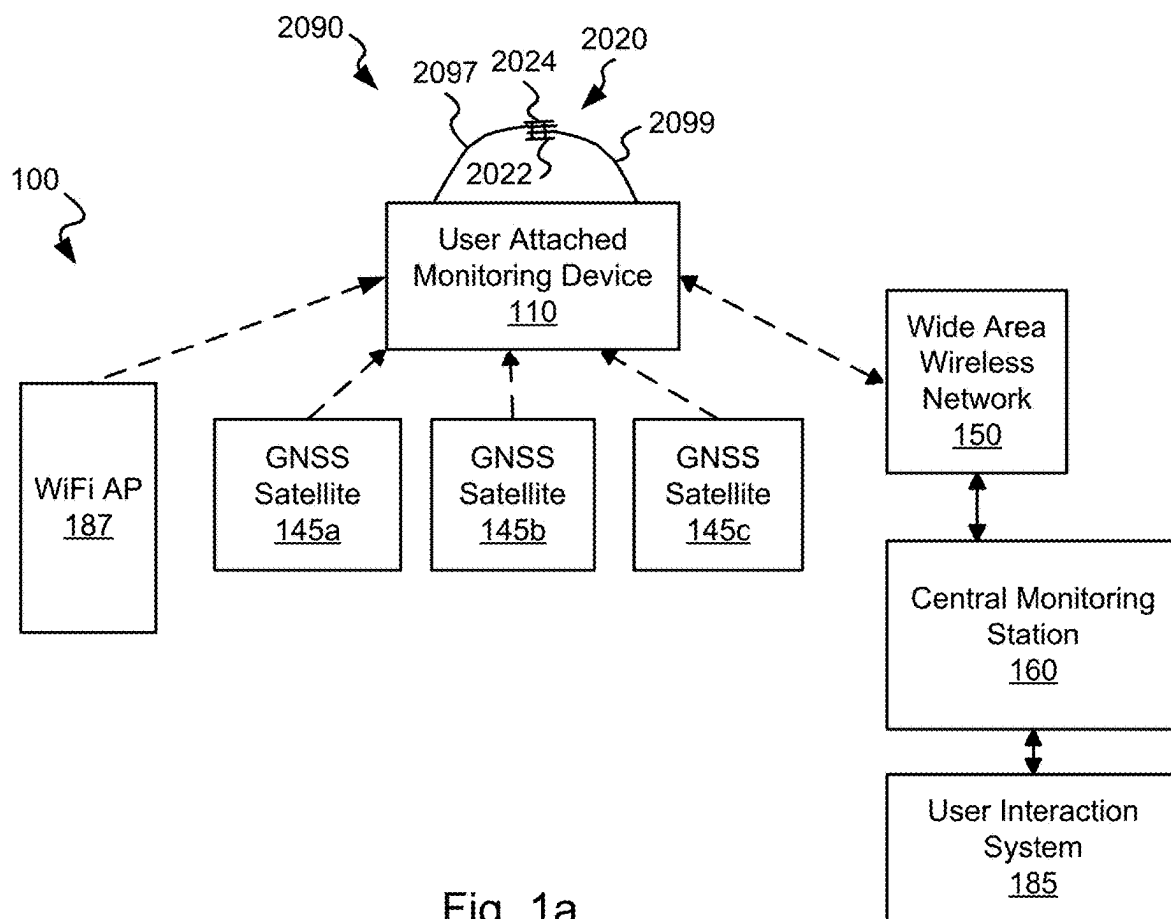 2090
2024
2020
2097
2099
2022
100
User Attached
Monitoring Device
110
Wide Area
Wireless
Network
150
WiFi AP
187
GNSS
Satellite
145a
GNSS
Satellite
145b
GNSS
Satellite
145c
Central Monitoring
Station
160
User Interaction
System
185
Fig. 1a